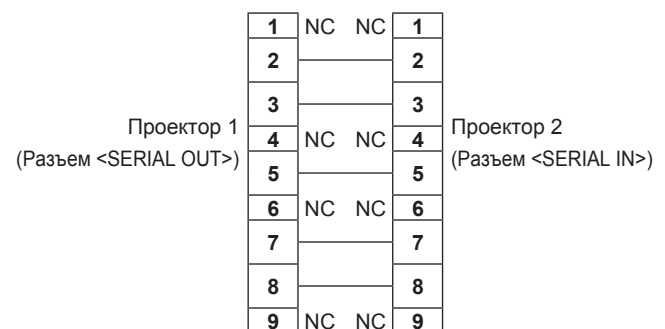 1 NC NC 1
2 2
3 3
Проектор 1
(Разъем <SERIAL OUT>)
4 NC NC 4
Проектор 2
(Разъем <SERIAL IN>)
5 5
6 NC NC 6
7 7
8 8
9 NC NC 9